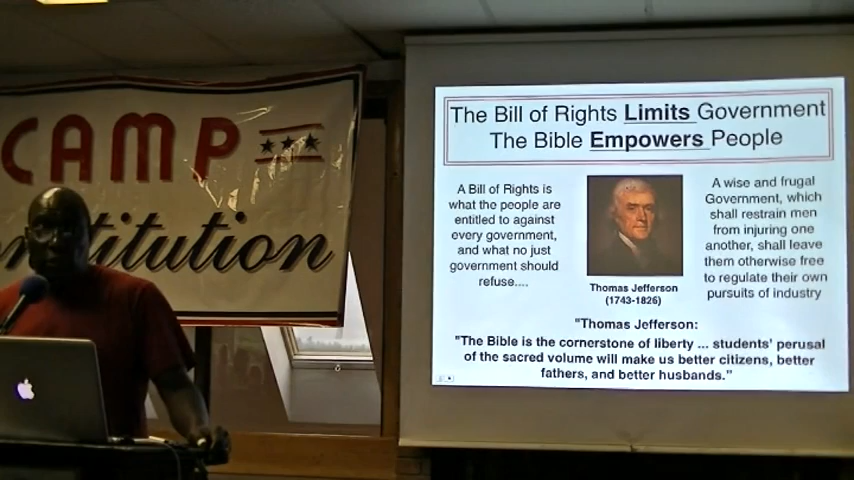 CAMP
nstitution
The Bill of Rights Limits Government
The Bible Empowers People
A Bill of Rights is
what the people are
entitled to against
every government,
and what no just
government should
refuse....
Thomas Jefferson
(1743-1826)
A wise and frugal
Government, which
shall restrain men
from injuring one
another, shall leave
them otherwise free
to regulate their own
pursuits of industry
"Thomas Jefferson:
"The Bible is the cornerstone of liberty ... students' perusal
of the sacred volume will make us better citizens, better
fathers, and better husbands."